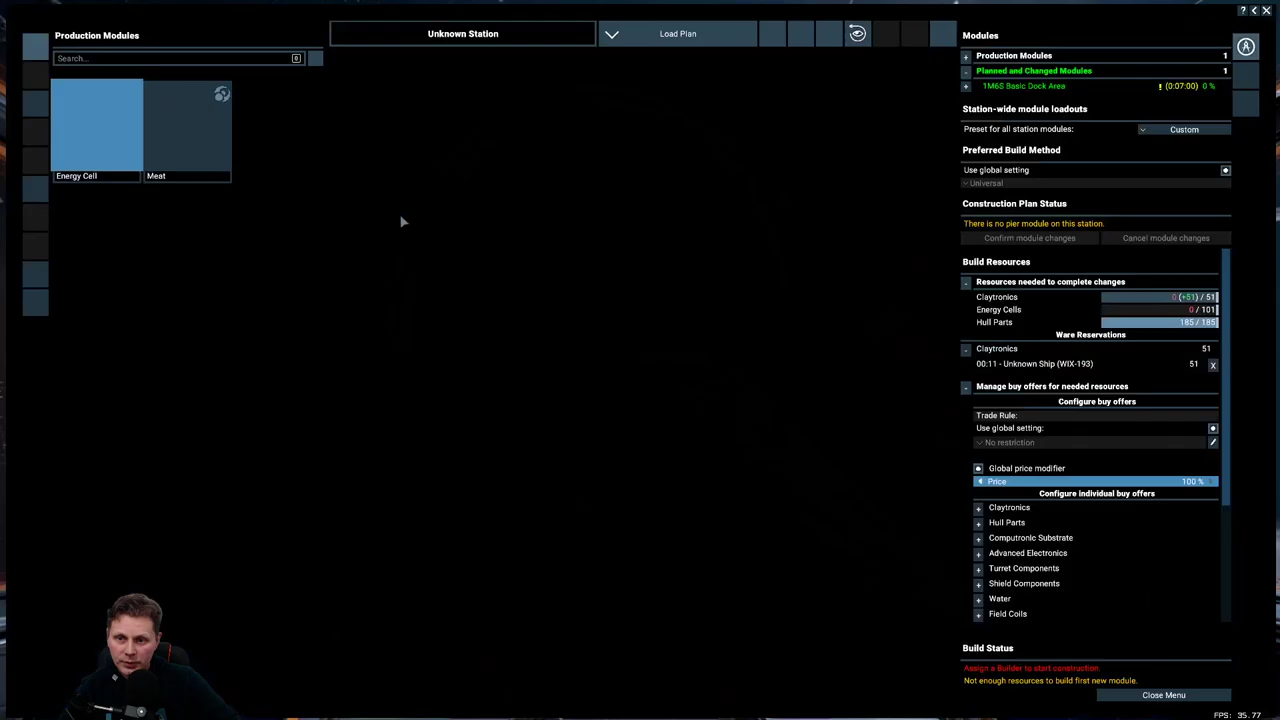 Production Modules
Search...
0
Energy Cell
Meat
Unknown Station
Load Plan
? < X
Modules
+ Production Modules 1
- Planned and Changed Modules 1
+ 1M6S Basic Dock Area ! (0:07:00) 0 %
Station-wide module loadouts
Preset for all station modules: Custom
Preferred Build Method
Use global setting
Universal
Construction Plan Status
There is no pier module on this station.
Confirm module changes Cancel module changes
Build Resources
- Resources needed to complete changes
Claytronics 0 (+51) / 51
Energy Cells 0 / 101
Hull Parts 185 / 185
Ware Reservations
- Claytronics 51
00:11 - Unknown Ship (WIX-193) 51 X
- Manage buy offers for needed resources
Configure buy offers
Trade Rule:
Use global setting:
No restriction
Global price modifier
Price 100 %
Configure individual buy offers
+ Claytronics
+ Hull Parts
+ Computronic Substrate
+ Advanced Electronics
+ Turret Components
+ Shield Components
+ Water
+ Field Coils
Build Status
Assign a Builder to start construction.
Not enough resources to build first new module.
Close Menu
FPS: 35.77